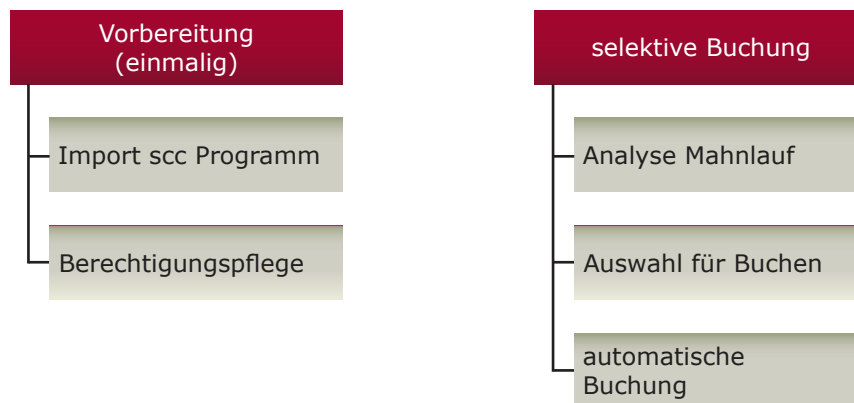 Vorbereitung
(einmalig)
Import scc Programm
Berechtigungspflege
selektive Buchung
Analyse Mahnlauf
Auswahl für Buchen
automatische
Buchung